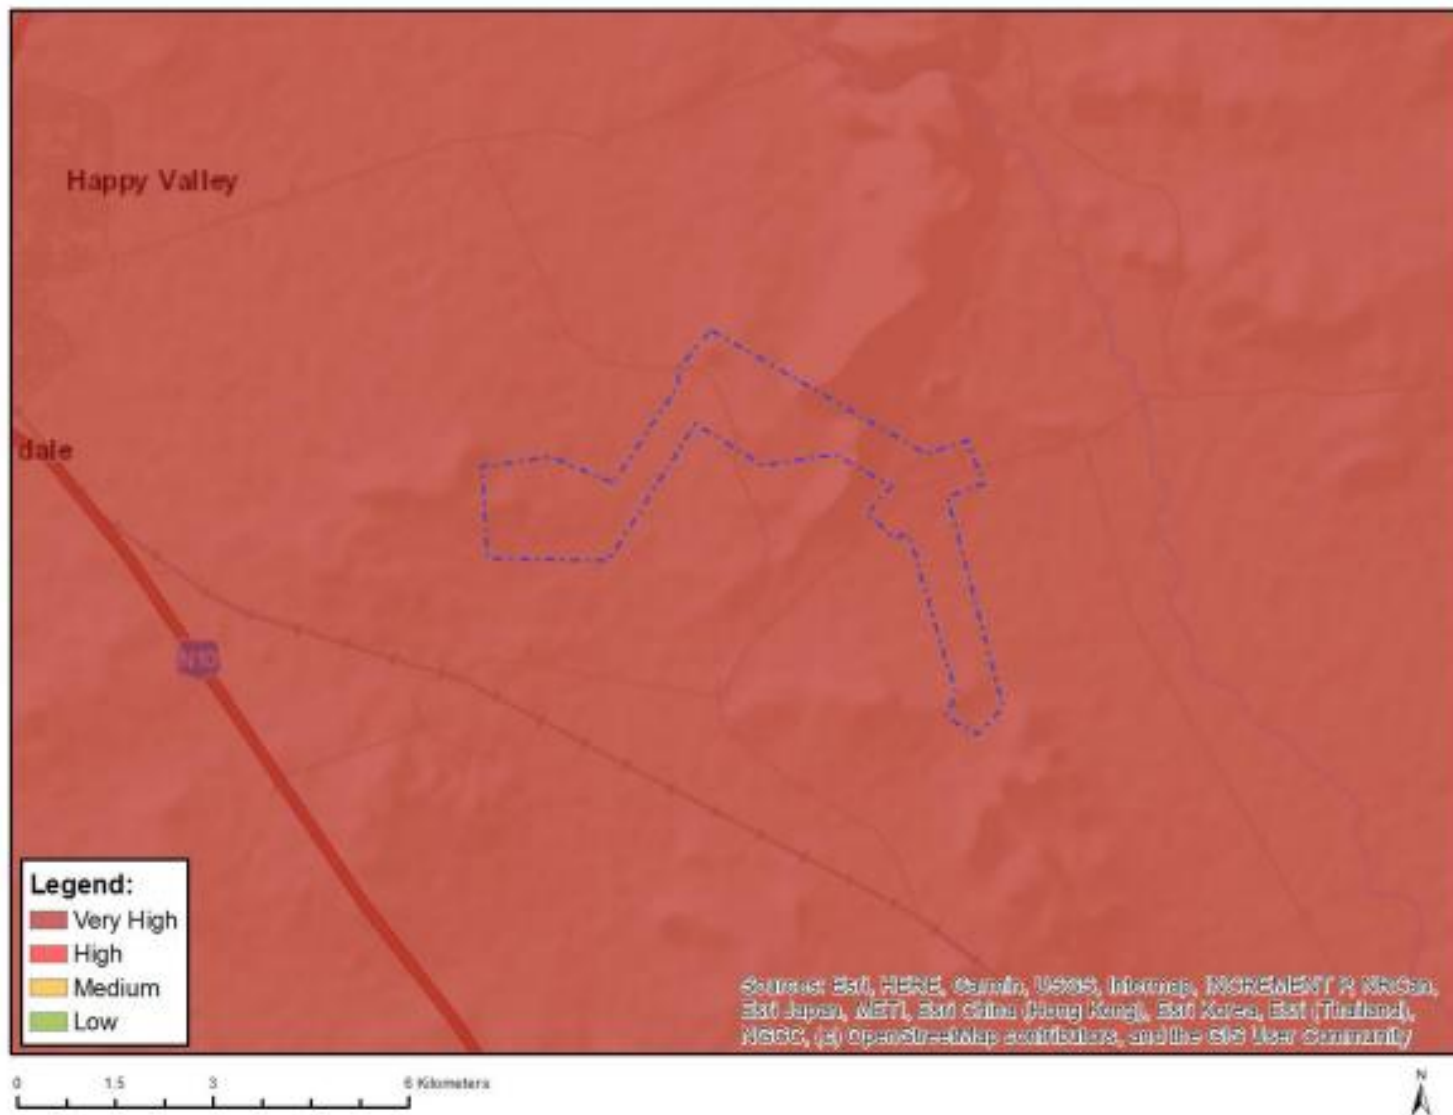 Happy Valley
dale
N10
Legend:
Very High
High
Medium
Low
Sources: Esri, HERE, Garmin, USGS, Intermap, INCREMENT P, NRCan,
Esri Japan, METI, Esri China (Hong Kong), Esri Korea, Esri (Thailand),
NGCC, (c) OpenStreetMap contributors, and the GIS User Community
0 1.5 3 6 Kilometers
N